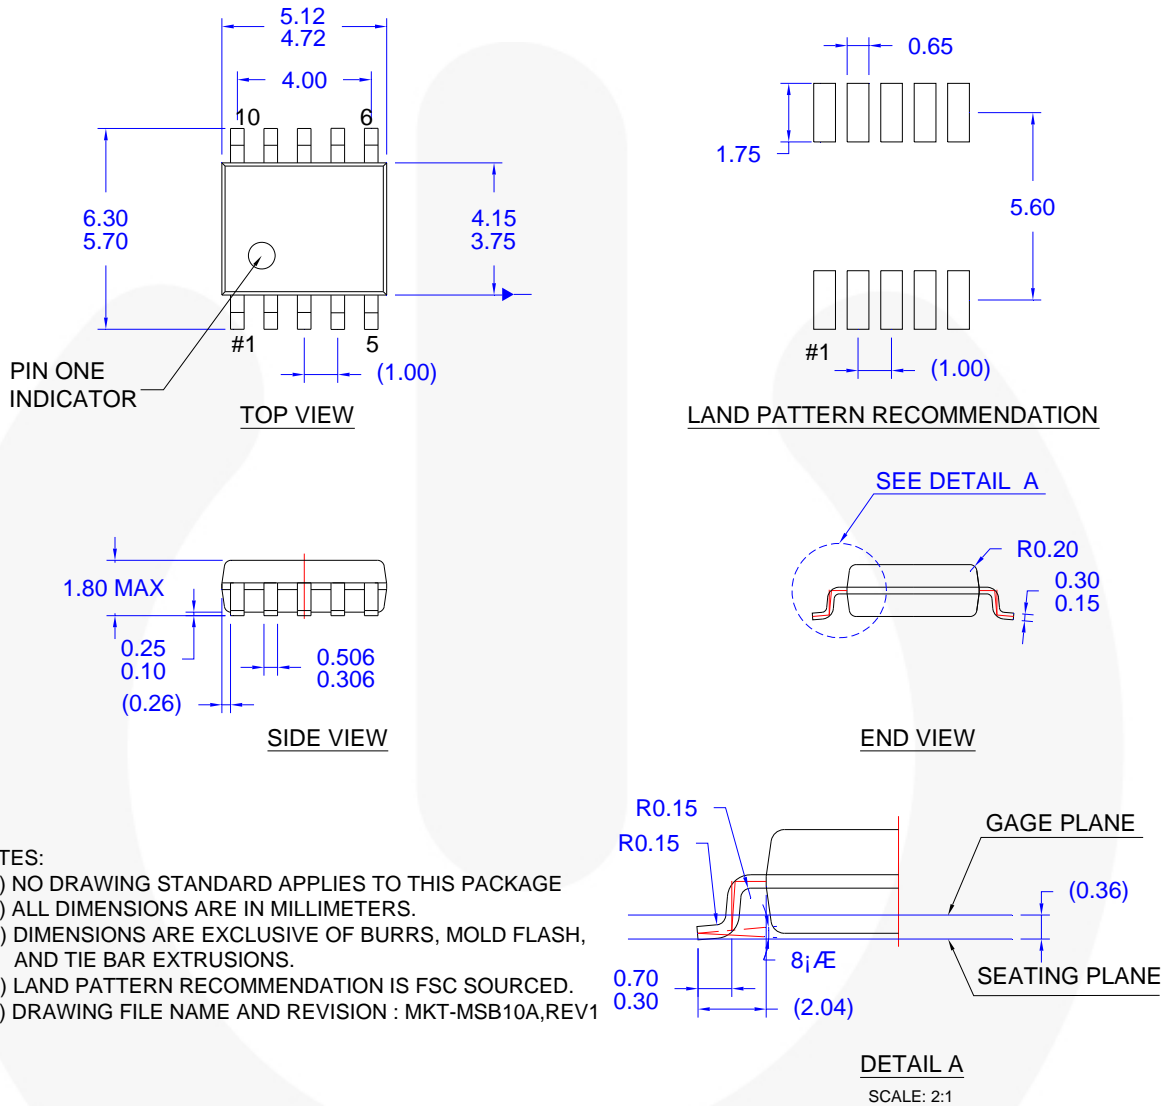 5.12
4.72
4.00
10
6
6.30
5.70
4.15
3.75
#1
5
(1.00)
PIN ONE
INDICATOR
TOP VIEW
0.65
1.75
5.60
#1
(1.00)
LAND PATTERN RECOMMENDATION
1.80 MAX
0.25
0.10
(0.26)
0.506
0.306
SIDE VIEW
SEE DETAIL A
R0.20
0.30
0.15
END VIEW
TES:
) NO DRAWING STANDARD APPLIES TO THIS PACKAGE
) ALL DIMENSIONS ARE IN MILLIMETERS.
) DIMENSIONS ARE EXCLUSIVE OF BURRS, MOLD FLASH,
AND TIE BAR EXTRUSIONS.
) LAND PATTERN RECOMMENDATION IS FSC SOURCED.
) DRAWING FILE NAME AND REVISION : MKT-MSB10A,REV1
R0.15
R0.15
GAGE PLANE
(0.36)
8¡Æ
SEATING PLANE
0.70
0.30
(2.04)
DETAIL A
SCALE: 2:1